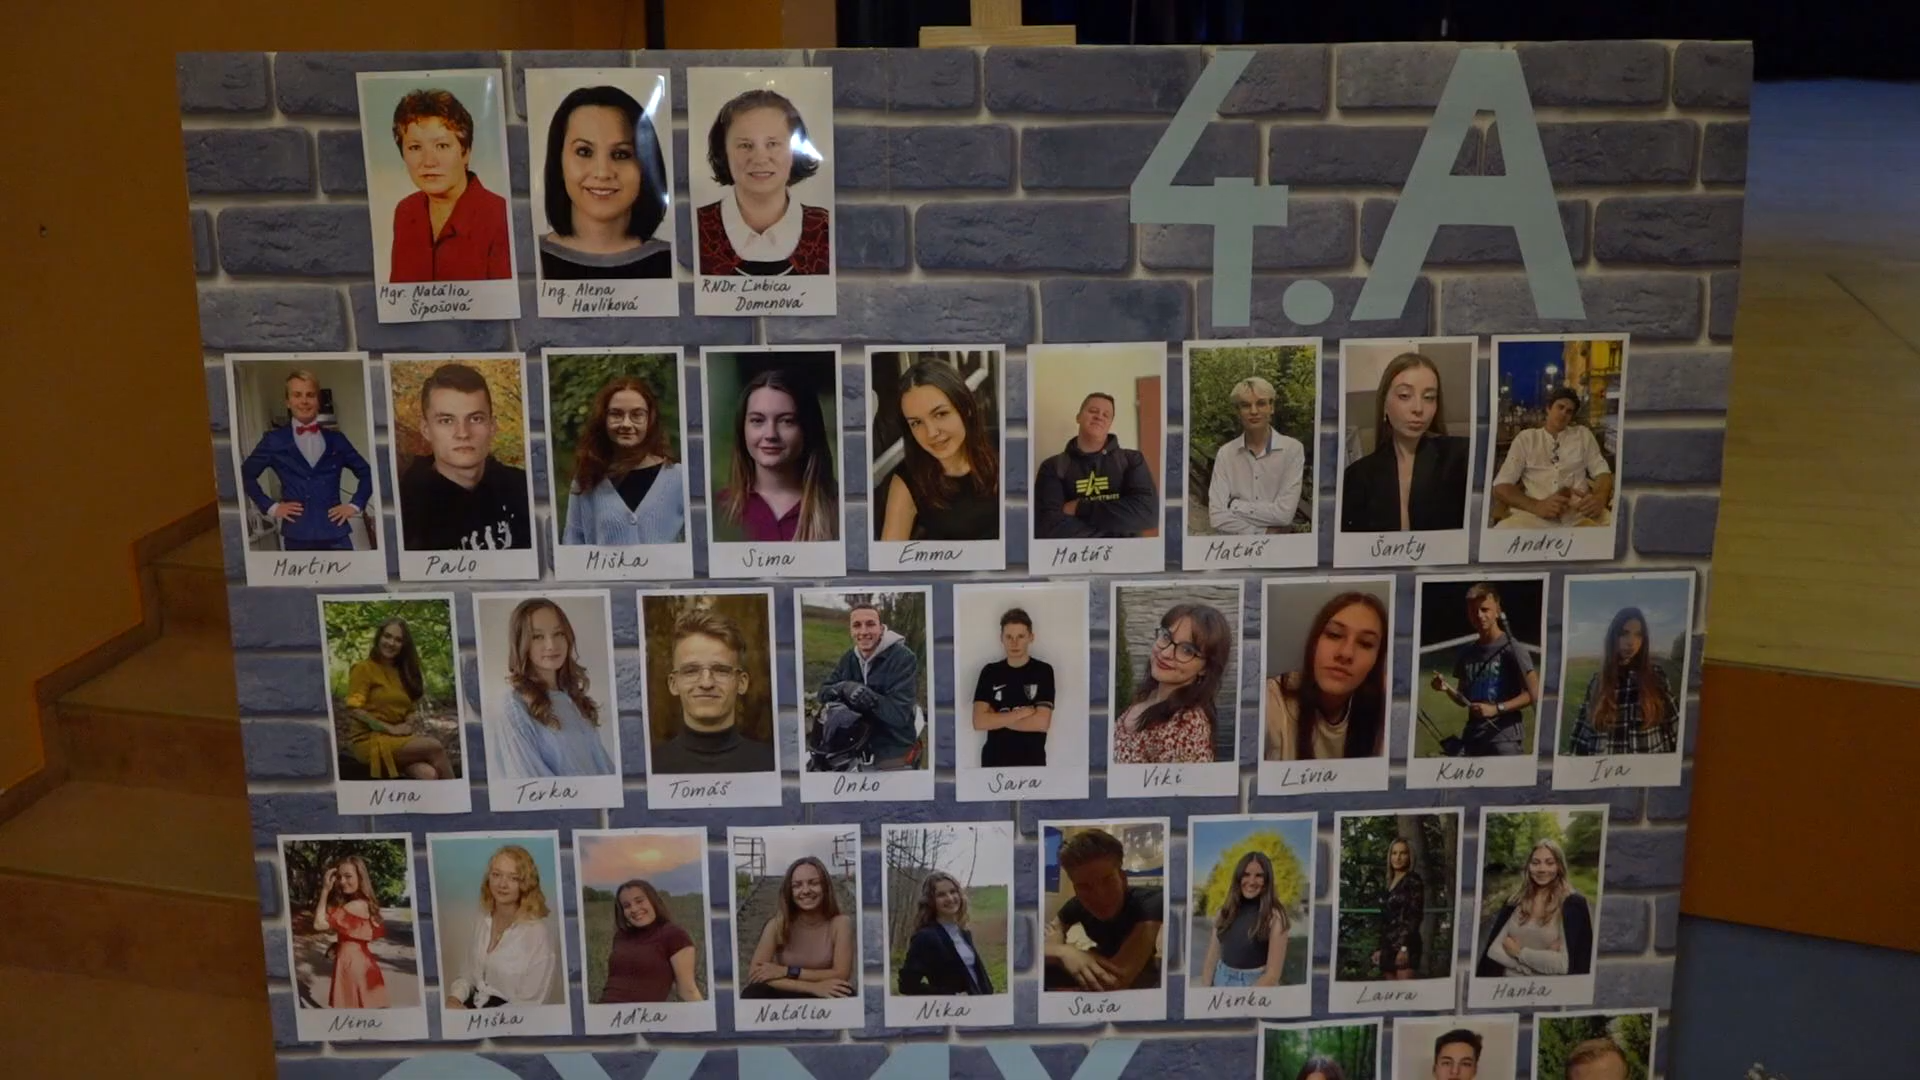 4.A
Mgr. Natália
Šipošová
Ing. Alena
Havlíková
RNDr. Ľubica
Domenová
Martin
Palo
Miška
Sima
Emma
Matúš
Matúš
Šanty
Andrej
Nina
Terka
Tomáš
Onko
Sara
Viki
Lívia
Kubo
Iva
Nina
Miška
Aďka
Natália
Nika
Saša
Ninka
Laura
Hanka